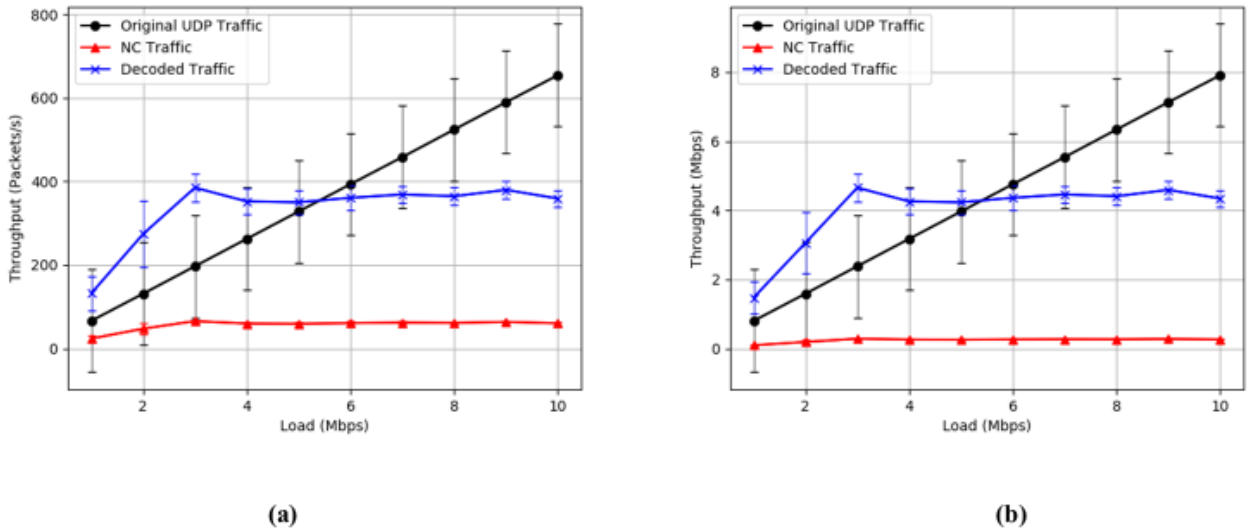 Original UDP Traffic
NC Traffic
Decoded Traffic
Throughput (Packets/s)
800
600
400
200
0
2
4
6
8
10
Load (Mbps)
(a)
Original UDP Traffic
NC Traffic
Decoded Traffic
Throughput (Mbps)
8
6
4
2
0
2
4
6
8
10
Load (Mbps)
(b)